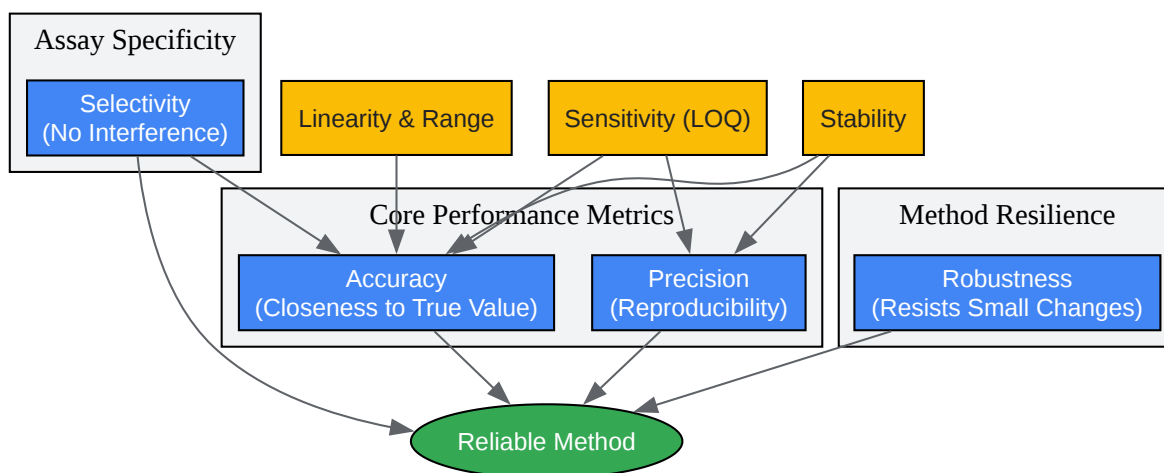 Assay Specificity
Selectivity
(No Interference)
Linearity & Range
Sensitivity (LOQ)
Stability
Core Performance Metrics
Accuracy
(Closeness to True Value)
Precision
(Reproducibility)
Method Resilience
Robustness
(Resists Small Changes)
Reliable Method